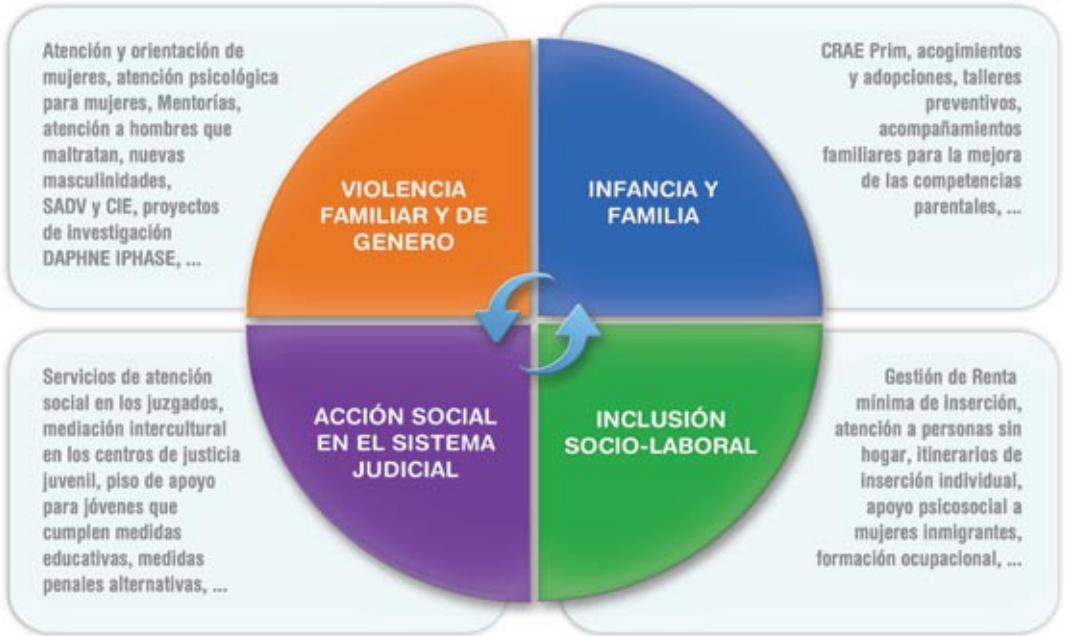 Atención y orientación de
mujeres, atención psicológica
para mujeres, Mentorías,
atención a hombres que
maltratan, nuevas
masculinidades,
SADV y CIE, proyectos
de investigación
DAPHNE IPHASE, ...
VIOLENCIA
FAMILIAR Y DE
GENERO
INFANCIA Y
FAMILIA
CRAE Prim, acogimientos
y adopciones, talleres
preventivos,
acompañamientos
familiares para la mejora
de las competencias
parentales, ...
Servicios de atención
social en los juzgados,
mediación intercultural
en los centros de justicia
juvenil, piso de apoyo
para jóvenes que
cumplen medidas
educativas, medidas
penales alternativas, ...
ACCIÓN SOCIAL
EN EL SISTEMA
JUDICIAL
INCLUSIÓN
SOCIO-LABORAL
Gestión de Renta
mínima de inserción,
atención a personas sin
hogar, itinerarios de
inserción individual,
apoyo psicosocial a
mujeres inmigrantes,
formación ocupacional, ...